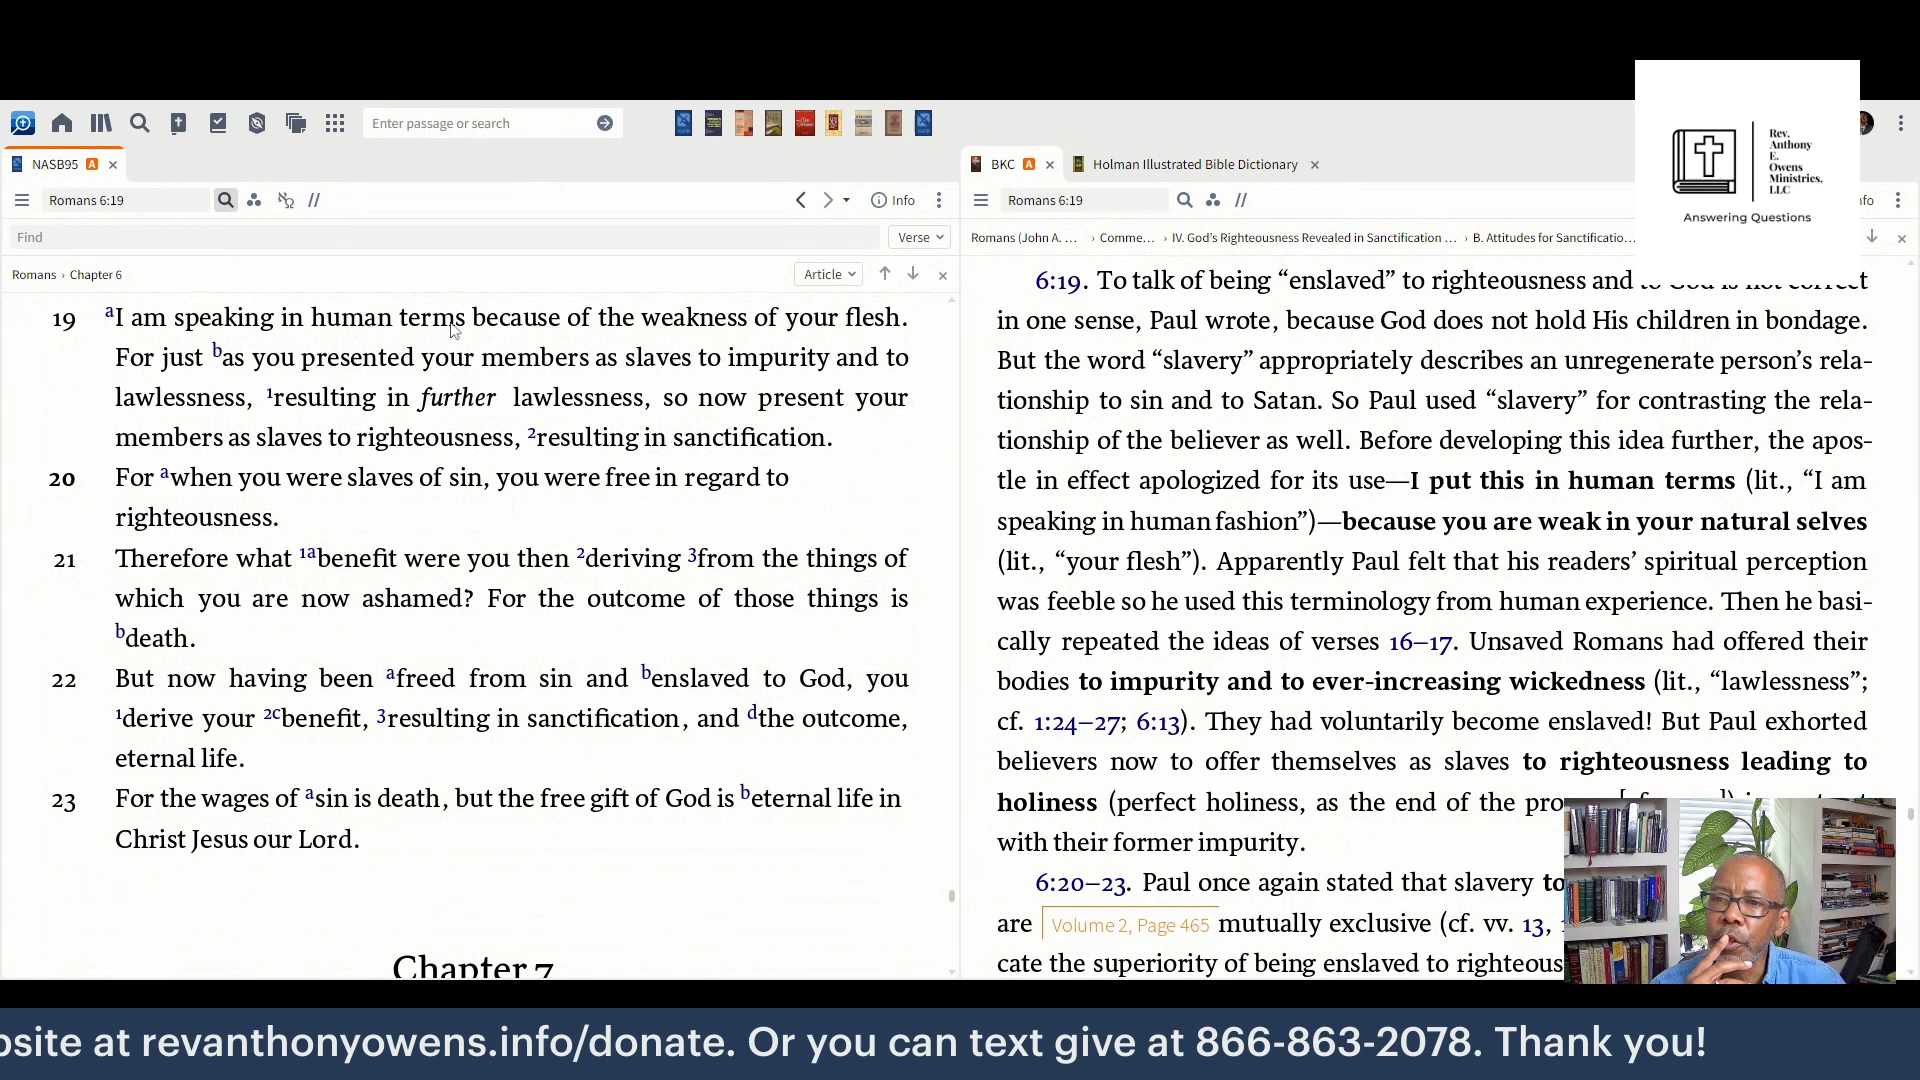 Enter passage or search
NASB95 A
Romans 6:19
Info
Find
Verse
Romans › Chapter 6
Article
19 aI am speaking in human terms because of the weakness of your flesh.
For just bas you presented your members as slaves to impurity and to
lawlessness, 1resulting in further lawlessness, so now present your
members as slaves to righteousness, 2resulting in sanctification.
20 For awhen you were slaves of sin, you were free in regard to
righteousness.
21 Therefore what 1abenefit were you then 2deriving 3from the things of
which you are now ashamed? For the outcome of those things is
bdeath.
22 But now having been afreed from sin and benslaved to God, you
1derive your 2cbenefit, 3resulting in sanctification, and dthe outcome,
eternal life.
23 For the wages of asin is death, but the free gift of God is beternal life in
Christ Jesus our Lord.
Chapter 7
BKC A
Holman Illustrated Bible Dictionary
Romans 6:19
Romans (John A. ... › Comme... › IV. God's Righteousness Revealed in Sanctification ... › B. Attitudes for Sanctificatio...
6:19. To talk of being “enslaved” to righteousness and to God is not correct
in one sense, Paul wrote, because God does not hold His children in bondage.
But the word “slavery” appropriately describes an unregenerate person’s rela-
tionship to sin and to Satan. So Paul used “slavery” for contrasting the rela-
tionship of the believer as well. Before developing this idea further, the apos-
tle in effect apologized for its use—I put this in human terms (lit., “I am
speaking in human fashion”)—because you are weak in your natural selves
(lit., “your flesh”). Apparently Paul felt that his readers’ spiritual perception
was feeble so he used this terminology from human experience. Then he basi-
cally repeated the ideas of verses 16–17. Unsaved Romans had offered their
bodies to impurity and to ever-increasing wickedness (lit., “lawlessness”;
cf. 1:24–27; 6:13). They had voluntarily become enslaved! But Paul exhorted
believers now to offer themselves as slaves to righteousness leading to
holiness (perfect holiness, as the end of the
with their former impurity.
6:20–23. Paul once again stated that slavery to
are Volume 2, Page 465 mutually exclusive (cf. vv. 13,
cate the superiority of being enslaved to
Rev.
Anthony
E.
Owens
Ministries,
LLC
Answering Questions
at revanthonyowens.info/donate. Or you can text give at 866-863-2078. Thank you!